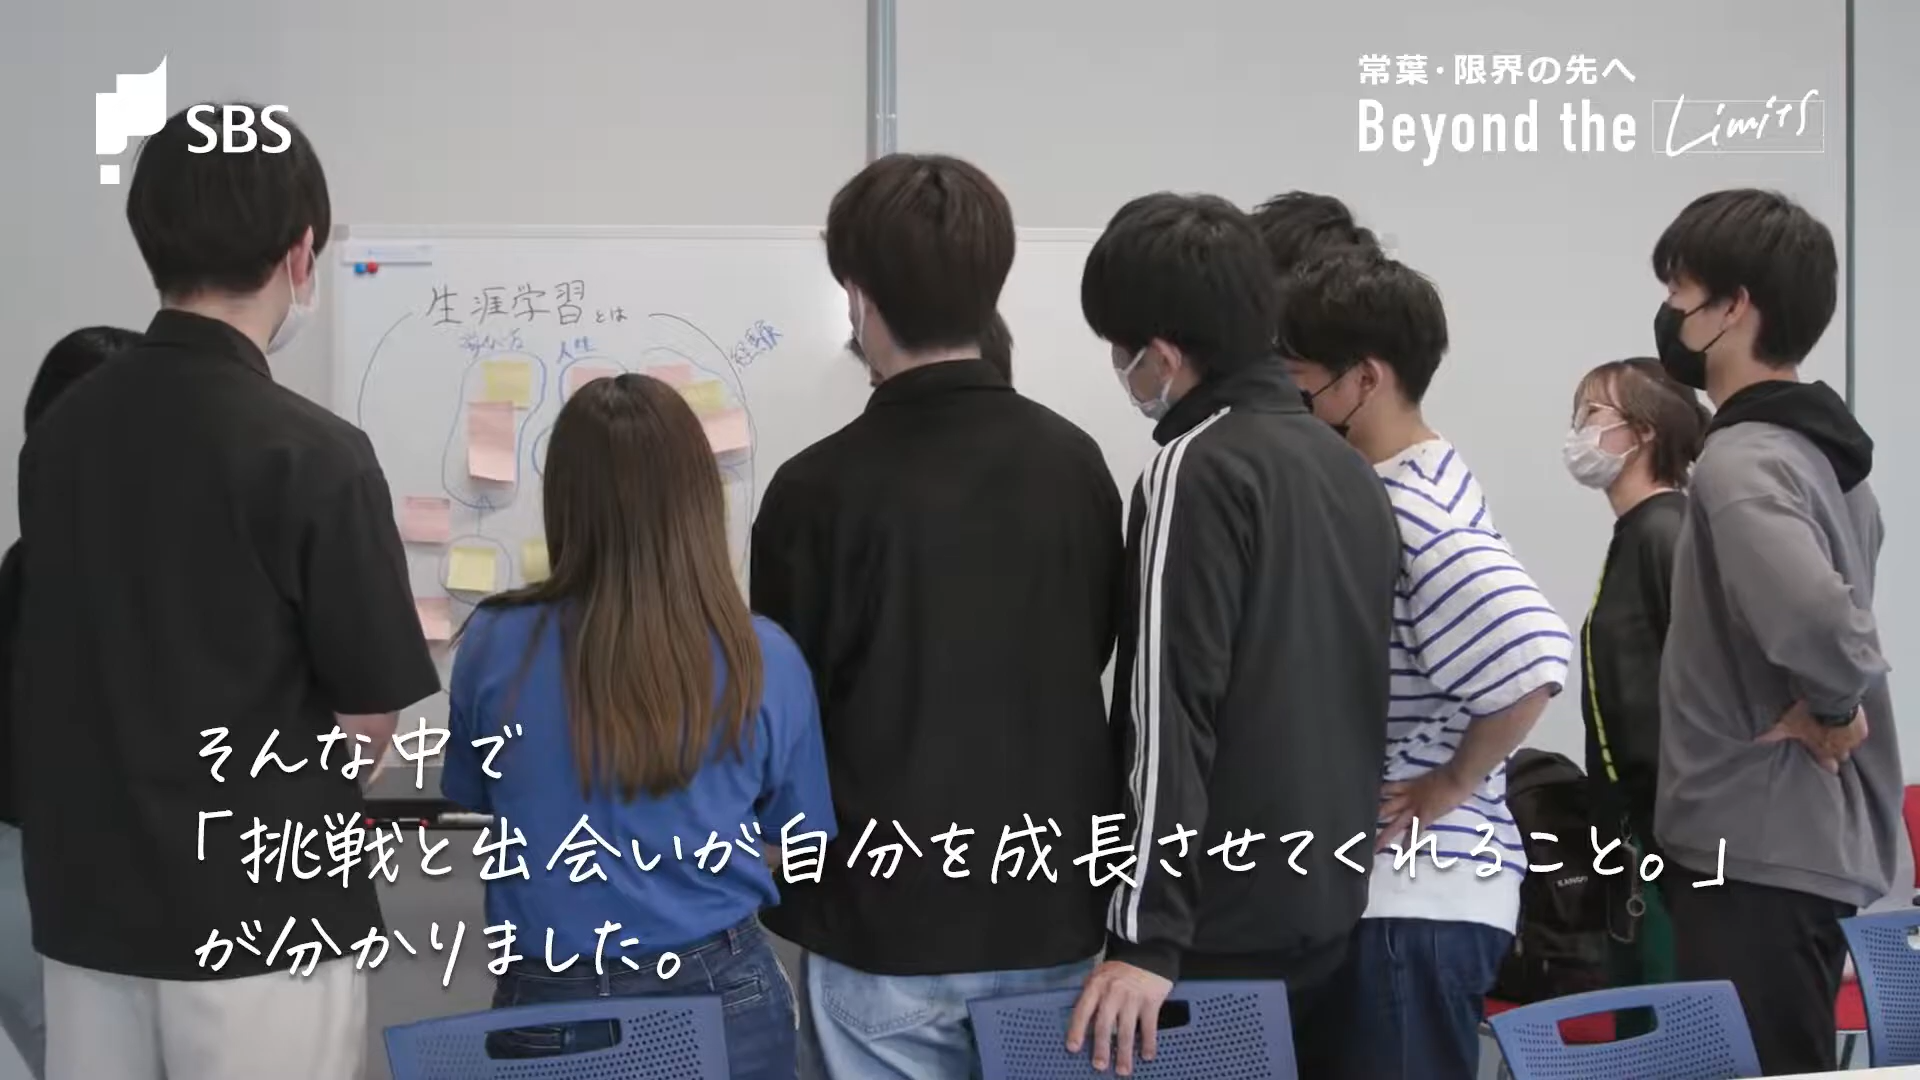 SBS
常葉・限界の先へ
Beyond the Limits
生涯学習とは
人生
経験
そんな中で
「挑戦と出会いが自分を成長させてくれること。」
が分かりました。